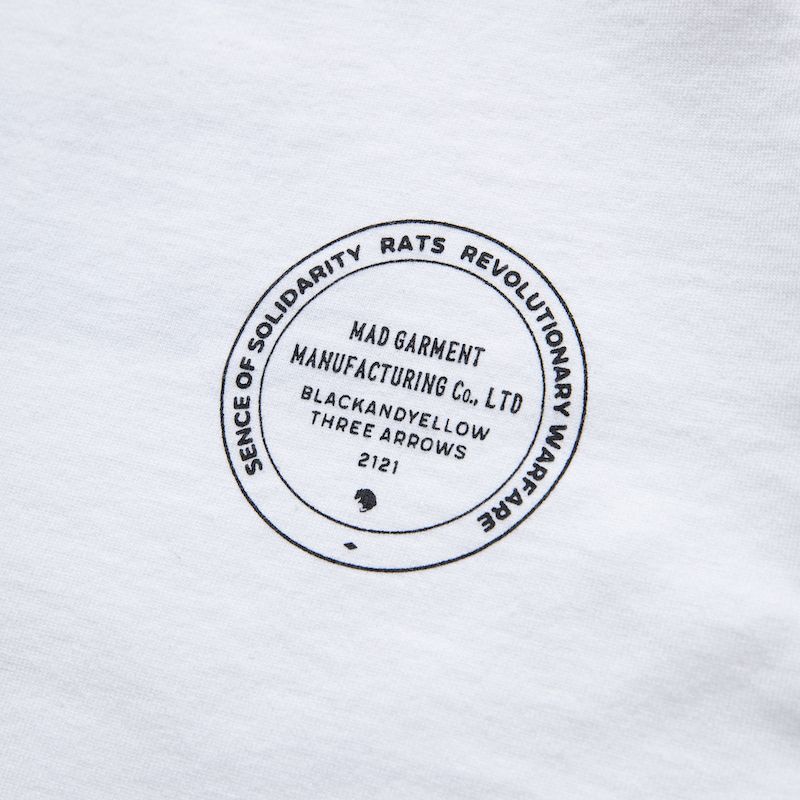 SENCE OF SOLIDARITY RATS REVOLUTIONARY WARFARE
MAD GARMENT
MANUFACTURING Co., LTD
BLACKANDYELLOW
THREE ARROWS
2121